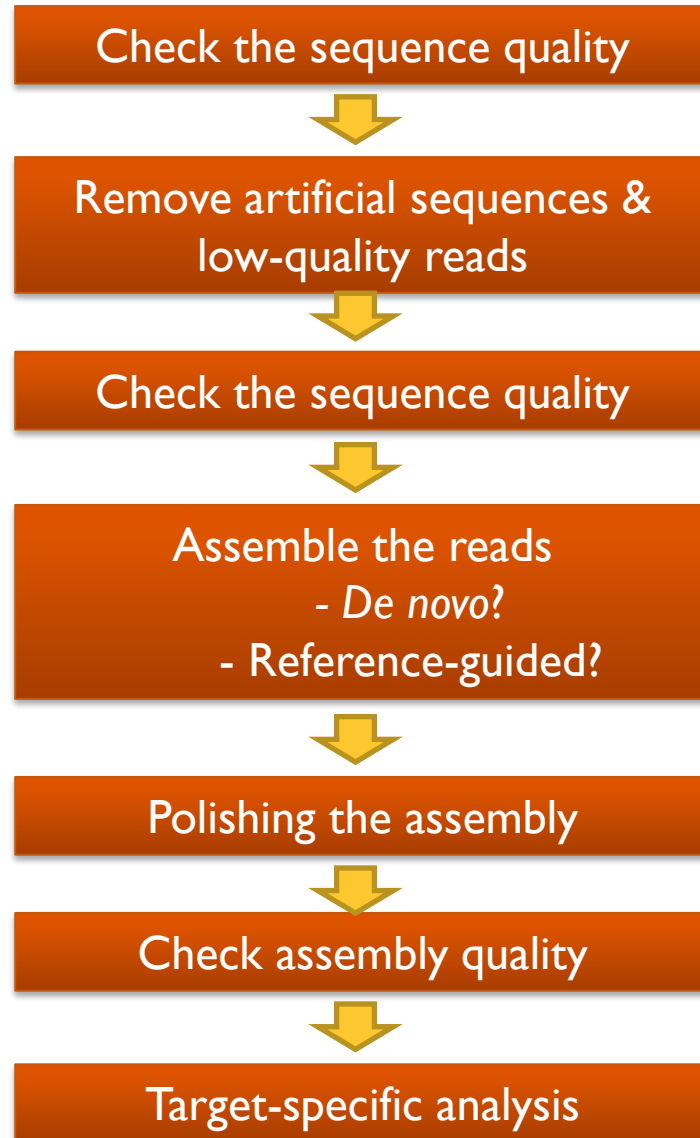 Check the sequence quality
Remove artificial sequences &
low-quality reads
Check the sequence quality
Assemble the reads
- De novo?
- Reference-guided?
Polishing the assembly
Check assembly quality
Target-specific analysis